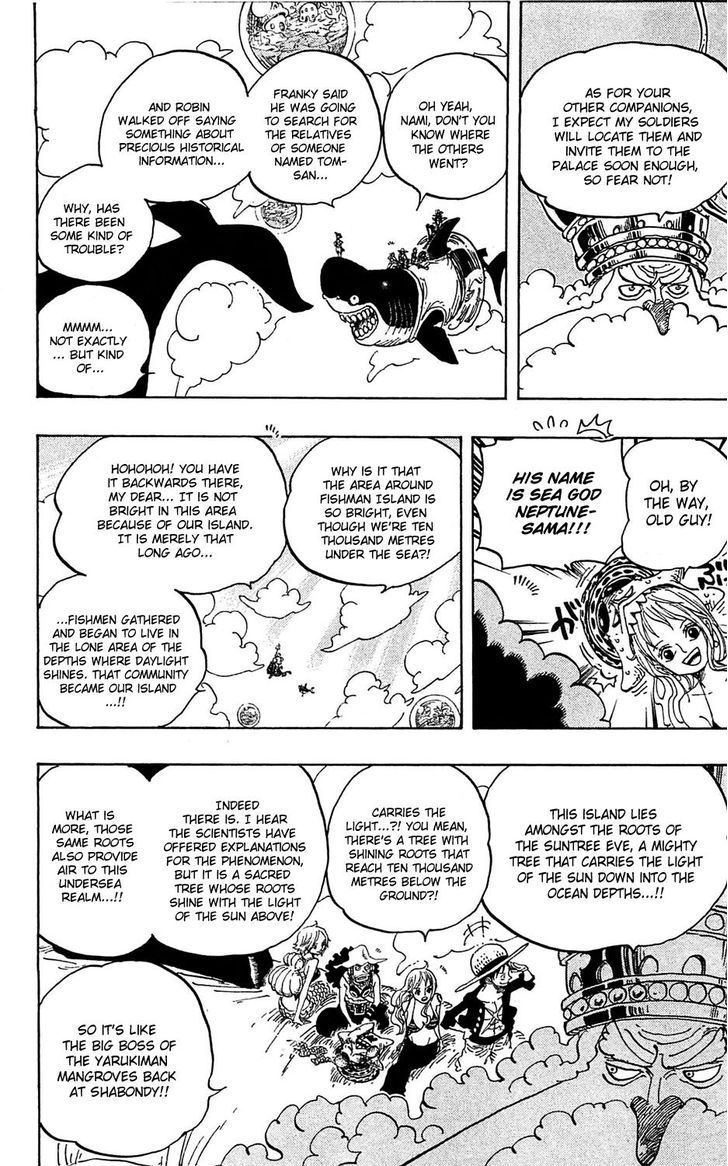 AS FOR YOUR
OTHER COMPANIONS,
I EXPECT MY SOLDIERS
WILL LOCATE THEM AND
INVITE THEM TO THE
PALACE SOON ENOUGH,
SO FEAR NOT!
OH YEAH,
NAMI, DON'T YOU
KNOW WHERE
THE OTHERS
WENT?
FRANKY SAID
HE WAS GOING
TO SEARCH FOR
THE RELATIVES
OF SOMEONE
NAMED TOM-
SAN...
AND ROBIN
WALKED OFF SAYING
SOMETHING ABOUT
PRECIOUS HISTORICAL
INFORMATION...
WHY, HAS
THERE BEEN
SOME KIND OF
TROUBLE?
MMMM...
NOT EXACTLY
... BUT KIND
OF...
OH, BY
THE WAY,
OLD GUY!
HIS NAME
IS SEA GOD
NEPTUNE-
SAMA!!!
ぶっ
がっ
WHY IS IT THAT
THE AREA AROUND
FISHMAN ISLAND IS
SO BRIGHT, EVEN
THOUGH WE'RE TEN
THOUSAND METRES
UNDER THE SEA?!
HOHOHOH! YOU HAVE
IT BACKWARDS THERE,
MY DEAR... IT IS NOT
BRIGHT IN THIS AREA
BECAUSE OF OUR ISLAND.
IT IS MERELY THAT
LONG AGO...
...FISHMEN GATHERED
AND BEGAN TO LIVE IN
THE LONE AREA OF THE
DEPTHS WHERE DAYLIGHT
SHINES. THAT COMMUNITY
BECAME OUR ISLAND
...!!
THIS ISLAND LIES
AMONGST THE ROOTS OF
THE SUNTREE EVE, A MIGHTY
TREE THAT CARRIES THE LIGHT
OF THE SUN DOWN INTO THE
OCEAN DEPTHS...!!
CARRIES THE
LIGHT...?! YOU MEAN,
THERE'S A TREE WITH
SHINING ROOTS THAT
REACH TEN THOUSAND
METRES BELOW THE
GROUND?!
INDEED
THERE IS. I HEAR
THE SCIENTISTS HAVE
OFFERED EXPLANATIONS
FOR THE PHENOMENON,
BUT IT IS A SACRED
TREE WHOSE ROOTS
SHINE WITH THE LIGHT
OF THE SUN ABOVE!
WHAT IS
MORE, THOSE
SAME ROOTS
ALSO PROVIDE
AIR TO THIS
UNDERSEA
REALM...!!
SO IT'S LIKE
THE BIG BOSS OF
THE YARUKIMAN
MANGROVES BACK
AT SHABONDY!!